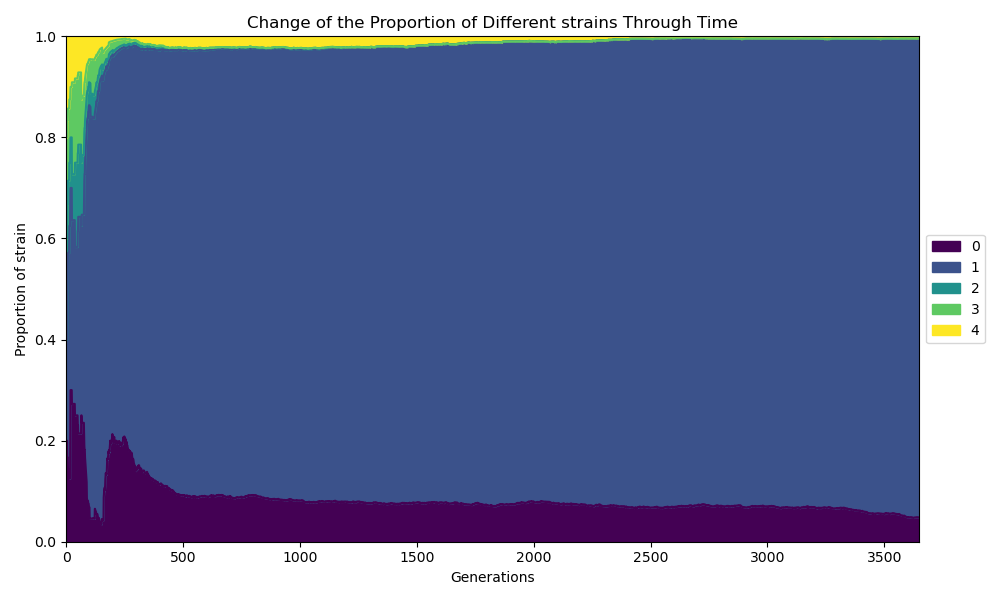 Change of the Proportion of Different strains Through Time
1.0
0.8
0.6
0.4
0.2
0.0
Proportion of strain
0 500 1000 1500 2000 2500 3000 3500
Generations
0
1
2
3
4